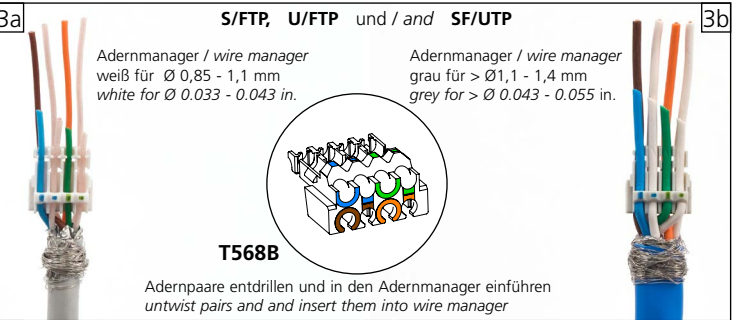 3a
S/FTP, U/FTP und / and SF/UTP
3b
Adernmanager / wire manager
weiß für Ø 0,85 - 1,1 mm
white for Ø 0.033 - 0.043 in.
Adernmanager / wire manager
grau für > Ø1,1 - 1,4 mm
grey for > Ø 0.043 - 0.055 in.
T568B
Adernpaare entdrillen und in den Adernmanager einführen
untwist pairs and and insert them into wire manager